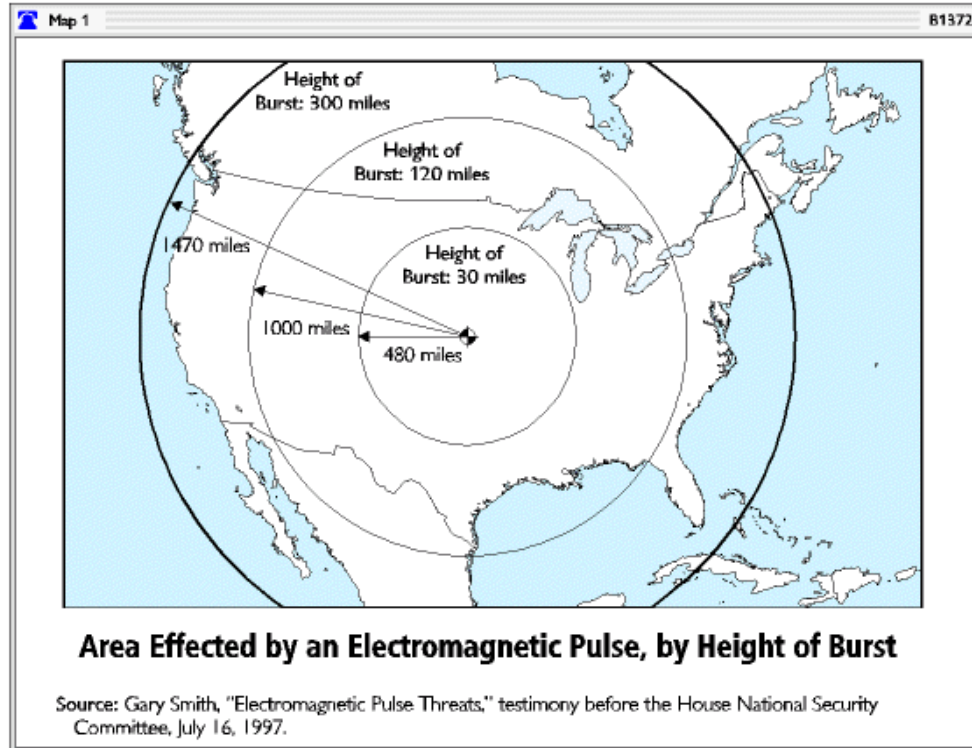 Map 1
B1372
Height of
Burst: 300 miles
Height of
Burst: 120 miles
Height of
Burst: 30 miles
1470 miles
1000 miles
480 miles
Area Effected by an Electromagnetic Pulse, by Height of Burst
Source: Gary Smith, "Electromagnetic Pulse Threats," testimony before the House National Security
Committee, July 16, 1997.